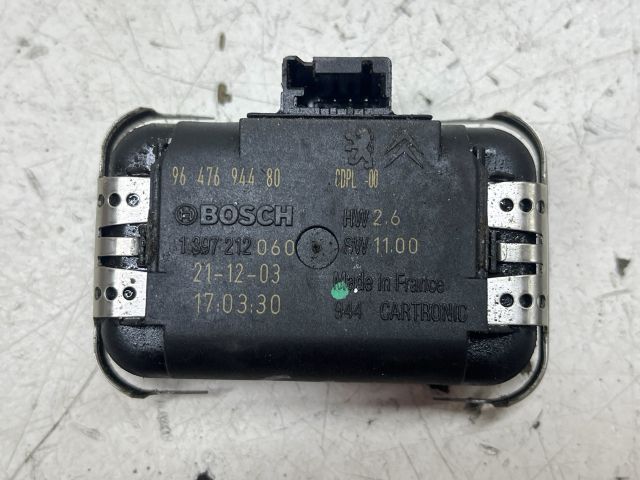 96 476 944 80 CDPL -00
BOSCH HW 2.6
1 397 212 060 SW 11.00
21-12-03 Made in France
17:03:30 944 CARTRONIC